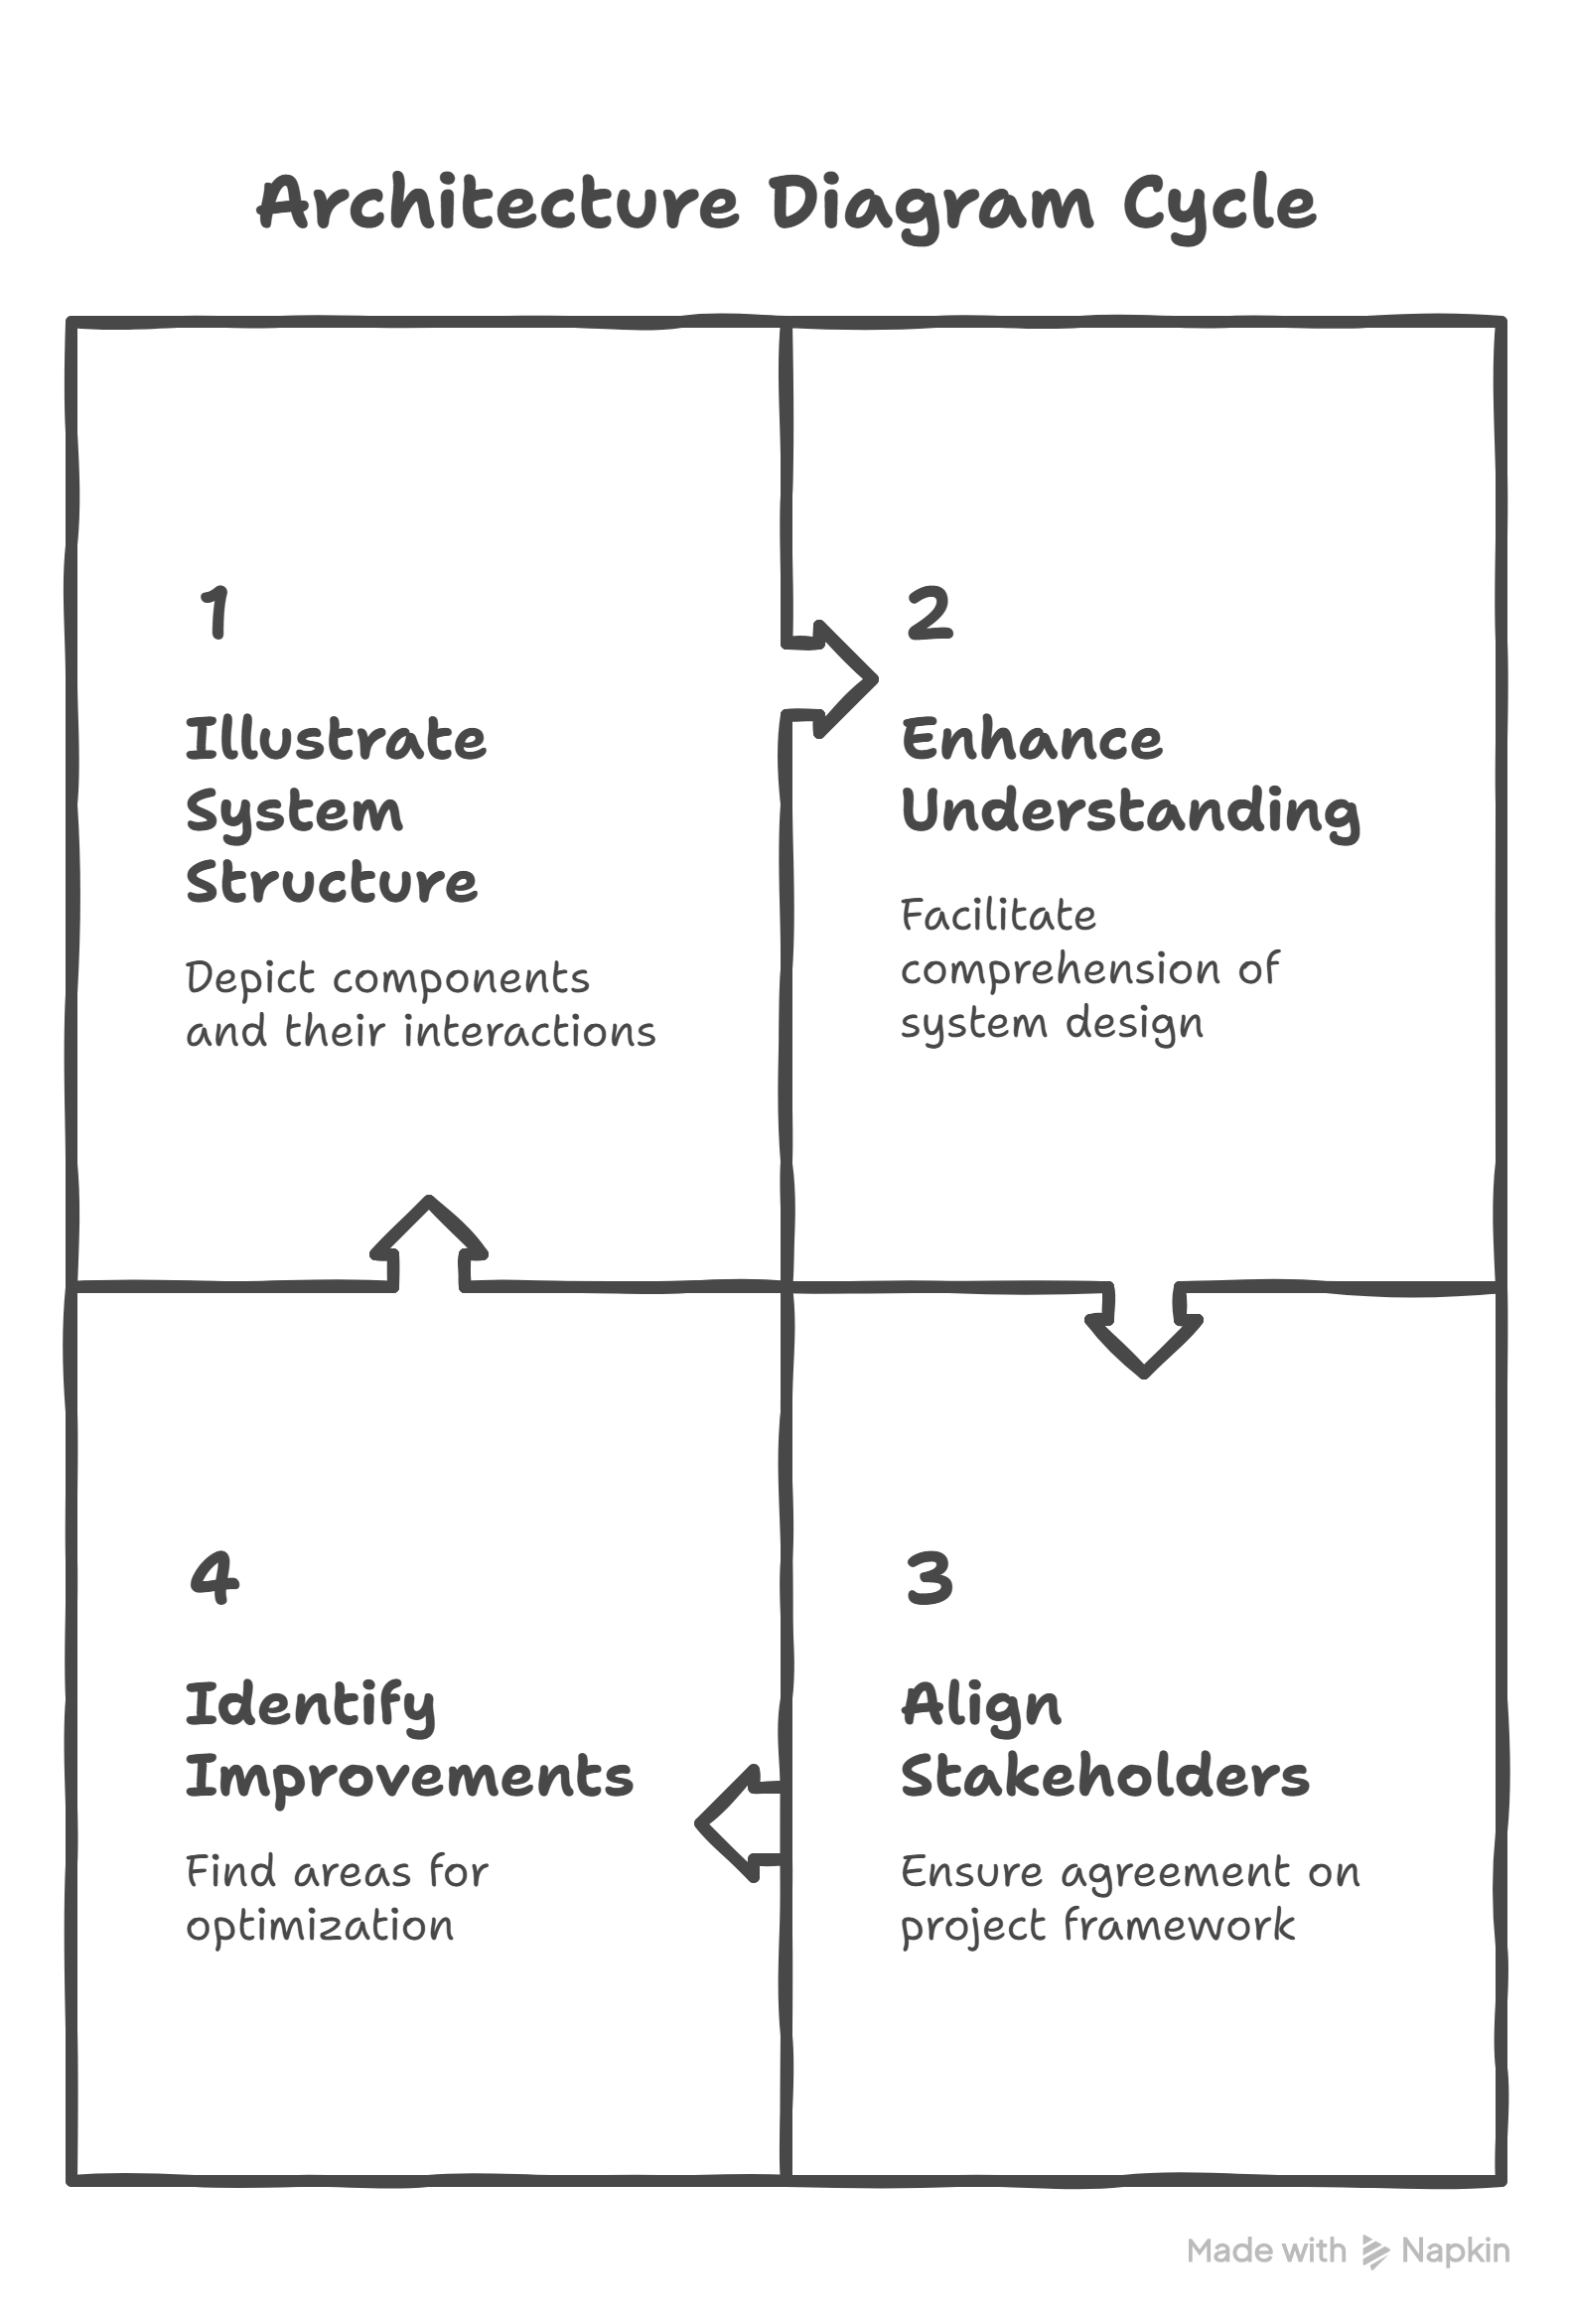 Architecture Diagram Cycle
1
Illustrate
System
Structure
Depict components
and their interactions
2
Enhance
Understanding
Facilitate
comprehension of
system design
4
Identify
Improvements
Find areas for
optimization
3
Align
Stakeholders
Ensure agreement on
project framework
Made with Napkin